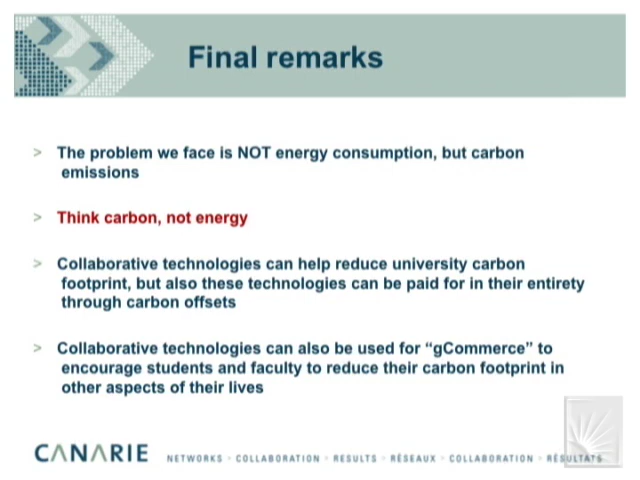 Final remarks
> The problem we face is NOT energy consumption, but carbon
emissions
> Think carbon, not energy
> Collaborative technologies can help reduce university carbon
footprint, but also these technologies can be paid for in their entirety
through carbon offsets
> Collaborative technologies can also be used for “gCommerce” to
encourage students and faculty to reduce their carbon footprint in
other aspects of their lives
CANARIE NETWORKS · COLLABORATION · RESULTS · RÉSEAUX · COLLABORATION · RÉSULTATS